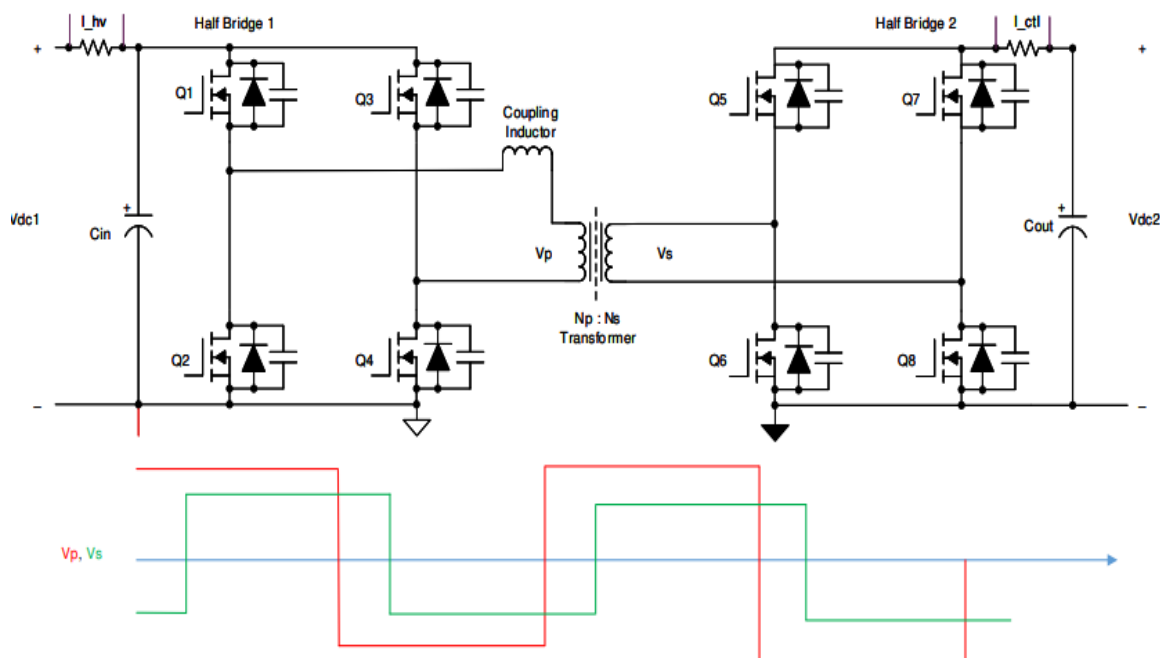 I_hv
Half Bridge 1
Half Bridge 2
I_ctl
+
+
Q1
Q3
Q5
Q7
Coupling
Inductor
+
+
Vdc1
Cin
Vp
Vs
Cout
Vdc2
Np : Ns
Transformer
Q2
Q4
Q6
Q8
–
–
Vp, Vs